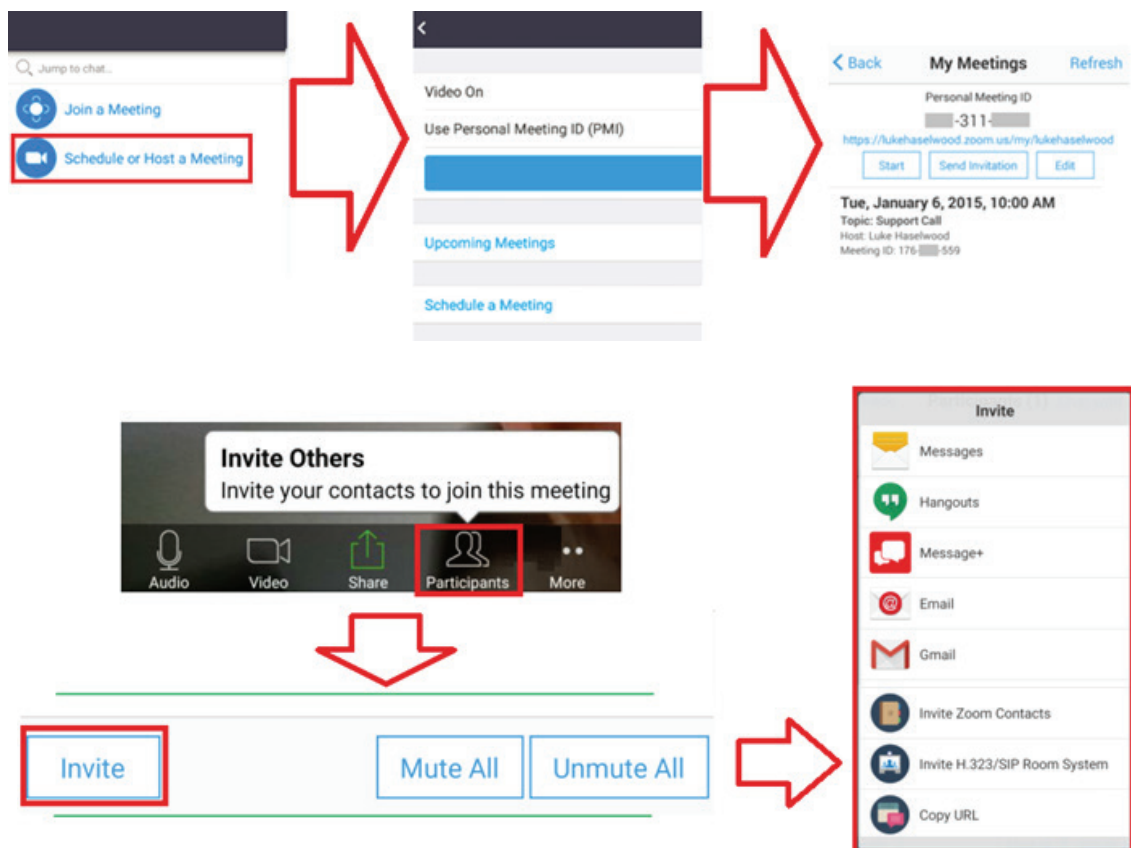 Jump to chat...
Join a Meeting
Schedule or Host a Meeting
Video On
Use Personal Meeting ID (PMI)
Upcoming Meetings
Schedule a Meeting
Back My Meetings Refresh
Personal Meeting ID
-311-
https://lukehaselwood.zoom.us/my/lukehaselwood
Start Send Invitation Edit
Tue, January 6, 2015, 10:00 AM
Topic: Support Call
Host: Luke Haselwood
Meeting ID: 176- -559
Invite Others
Invite your contacts to join this meeting
Audio Video Share Participants More
Invite Mute All Unmute All
Invite
Messages
Hangouts
Message+
Email
Gmail
Invite Zoom Contacts
Invite H.323/SIP Room System
Copy URL